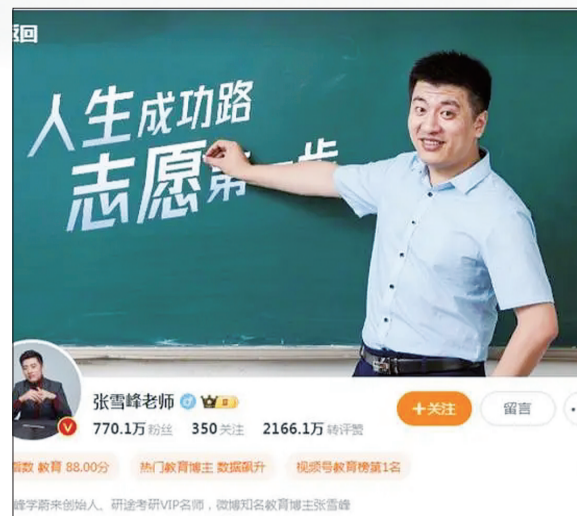 返回
人生成功路
志愿第一步
张雪峰老师
770.1万粉丝 350关注 2166.1万转评赞
+关注
留言
指数 教育 88.00分 热门教育博主 数据飙升 视频号教育榜第1名
峰学蔚来创始人，研途考研VIP名师，微博知名教育博主张雪峰